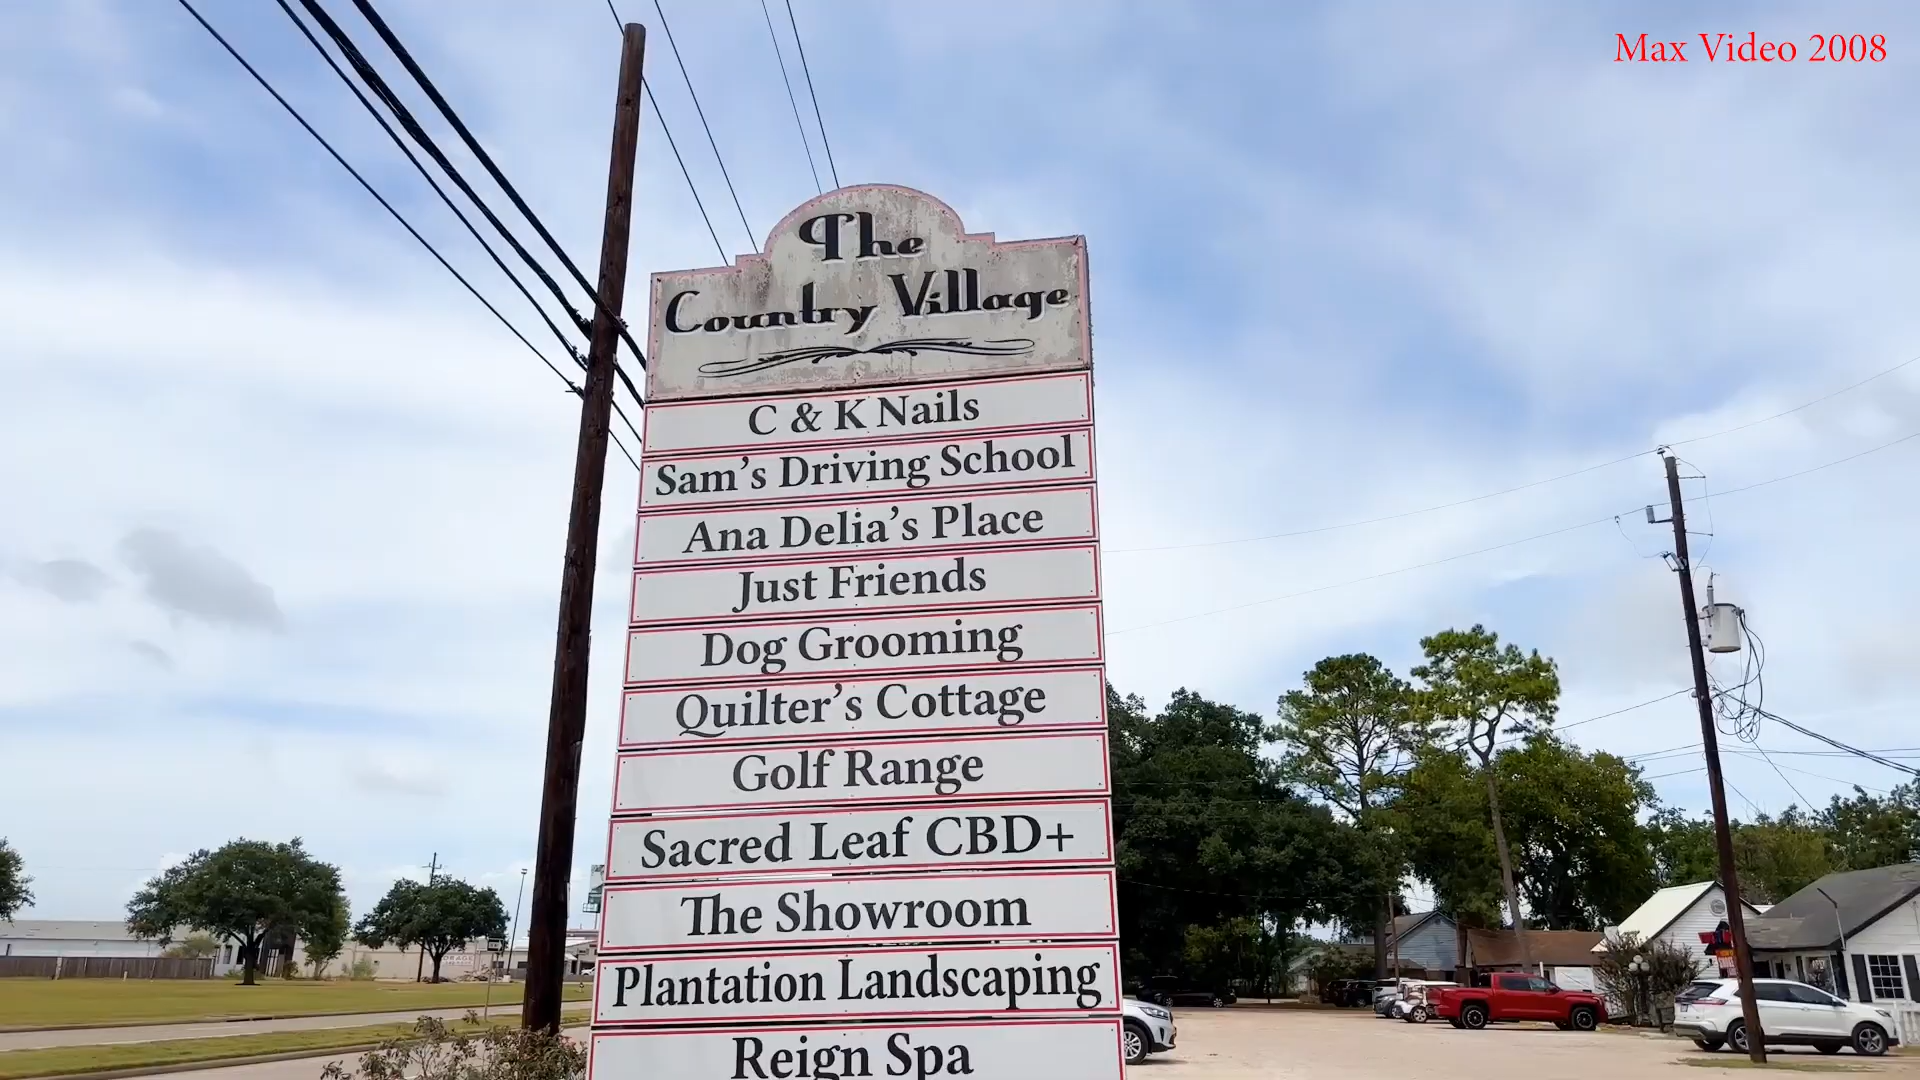 Max Video 2008
The
Country Village
C & K Nails
Sam's Driving School
Ana Delia's Place
Just Friends
Dog Grooming
Quilter's Cottage
Golf Range
Sacred Leaf CBD+
The Showroom
Plantation Landscaping
Reign Spa